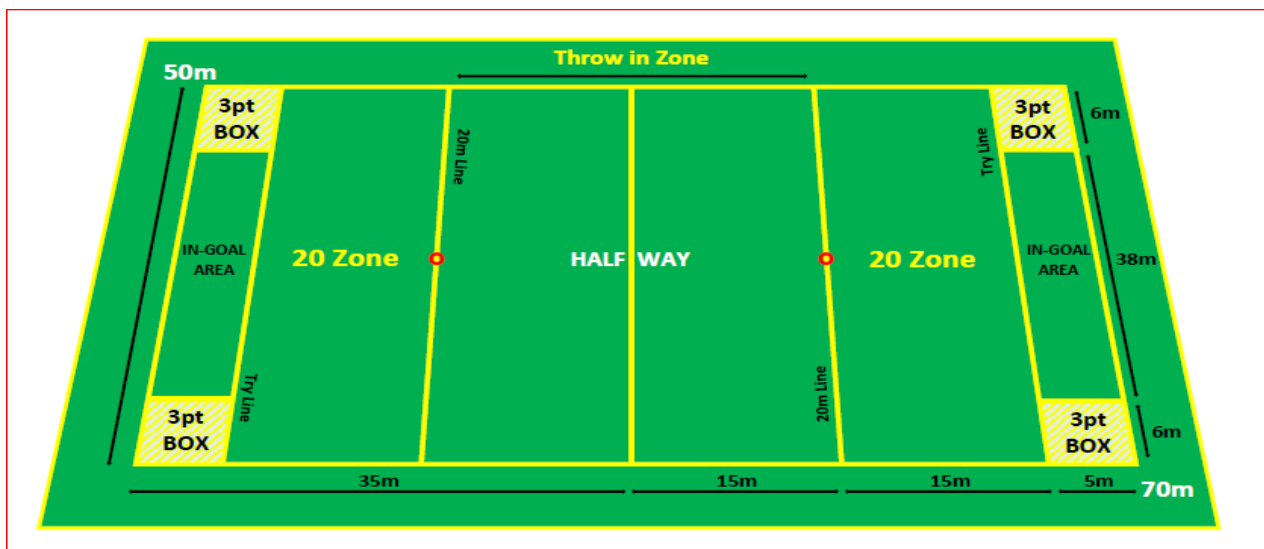 Throw in Zone
50m
3pt
BOX
3pt
BOX
6m
20m Line
Try Line
IN-GOAL
AREA
20 Zone
HALF WAY
20 Zone
IN-GOAL
AREA
38m
Try Line
20m Line
3pt
BOX
3pt
BOX
6m
35m
15m
15m
5m
70m